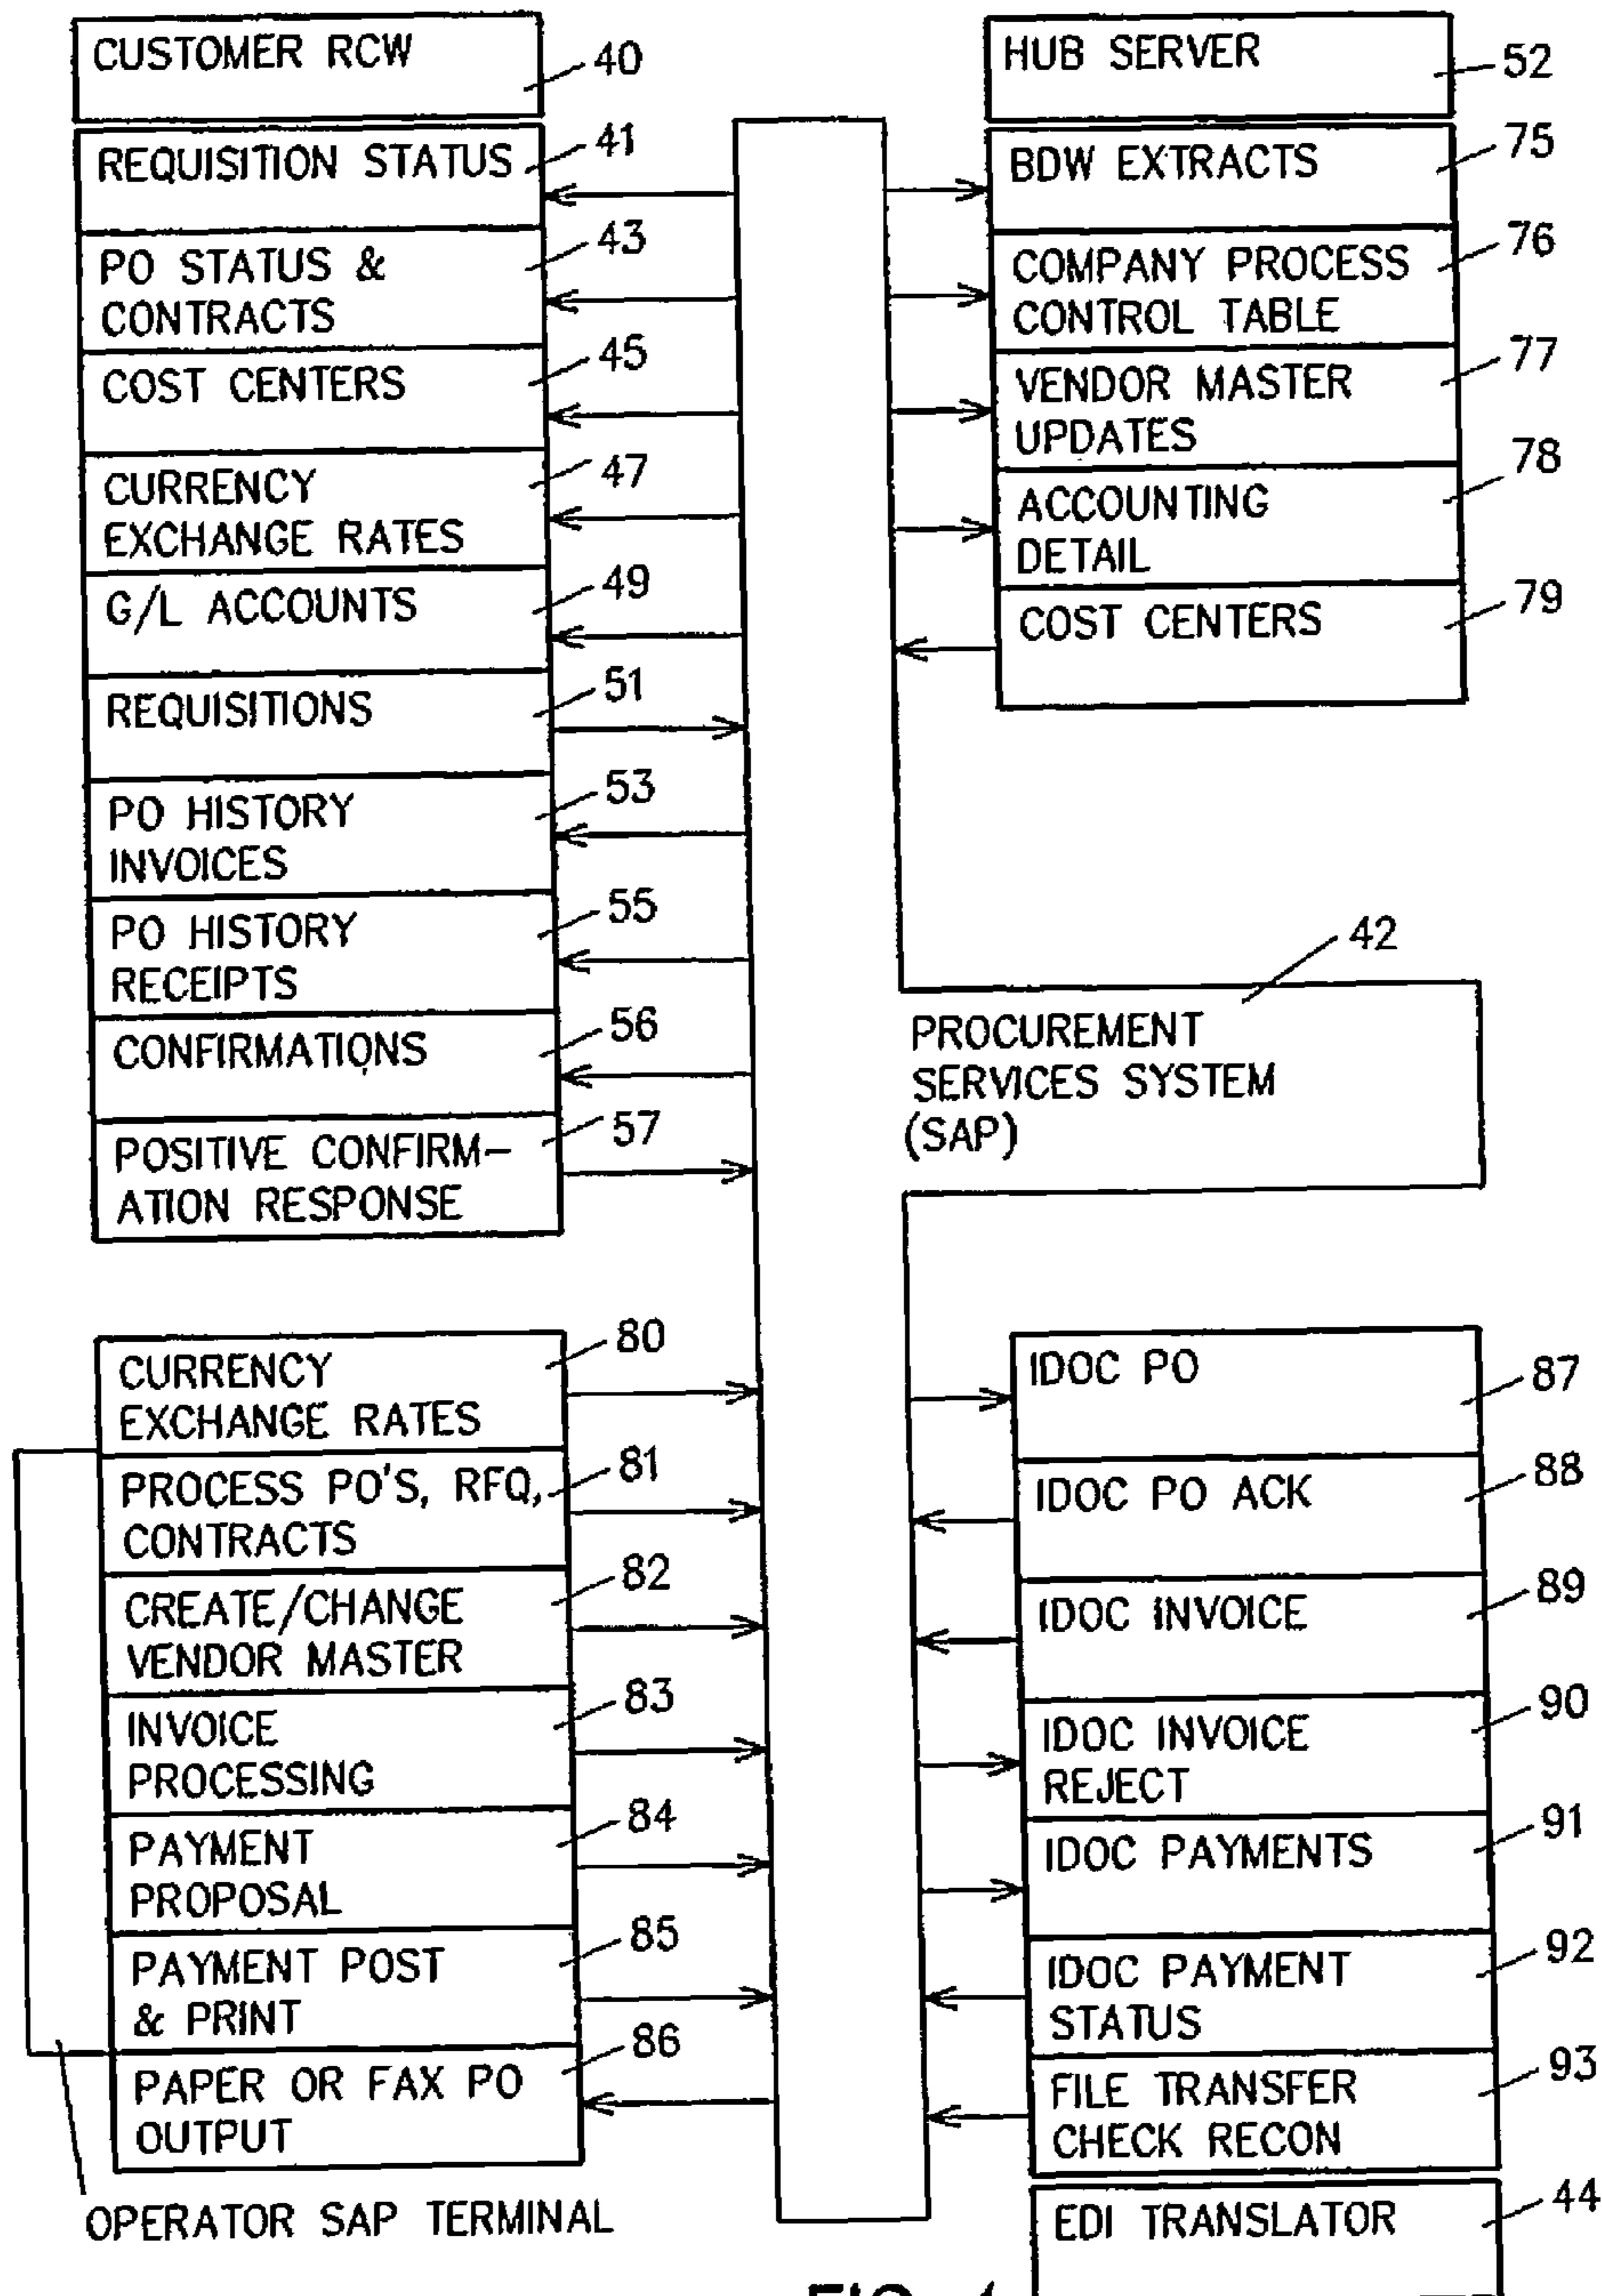 CUSTOMER RCW
40
REQUISITION STATUS
41
PO STATUS &
CONTRACTS
43
COST CENTERS
45
CURRENCY
EXCHANGE RATES
47
G/L ACCOUNTS
49
REQUISITIONS
51
PO HISTORY
INVOICES
53
PO HISTORY
RECEIPTS
55
CONFIRMATIONS
56
POSITIVE CONFIRM-
ATION RESPONSE
57
HUB SERVER
52
BDW EXTRACTS
75
COMPANY PROCESS
CONTROL TABLE
76
VENDOR MASTER
UPDATES
77
ACCOUNTING
DETAIL
78
COST CENTERS
79
42
PROCUREMENT
SERVICES SYSTEM
(SAP)
CURRENCY
EXCHANGE RATES
80
PROCESS PO'S, RFQ,
CONTRACTS
81
CREATE/CHANGE
VENDOR MASTER
82
INVOICE
PROCESSING
83
PAYMENT
PROPOSAL
84
PAYMENT POST
& PRINT
85
PAPER OR FAX PO
OUTPUT
86
OPERATOR SAP TERMINAL
IDOC PO
87
IDOC PO ACK
88
IDOC INVOICE
89
IDOC INVOICE
REJECT
90
IDOC PAYMENTS
91
IDOC PAYMENT
STATUS
92
FILE TRANSFER
CHECK RECON
93
EDI TRANSLATOR
44